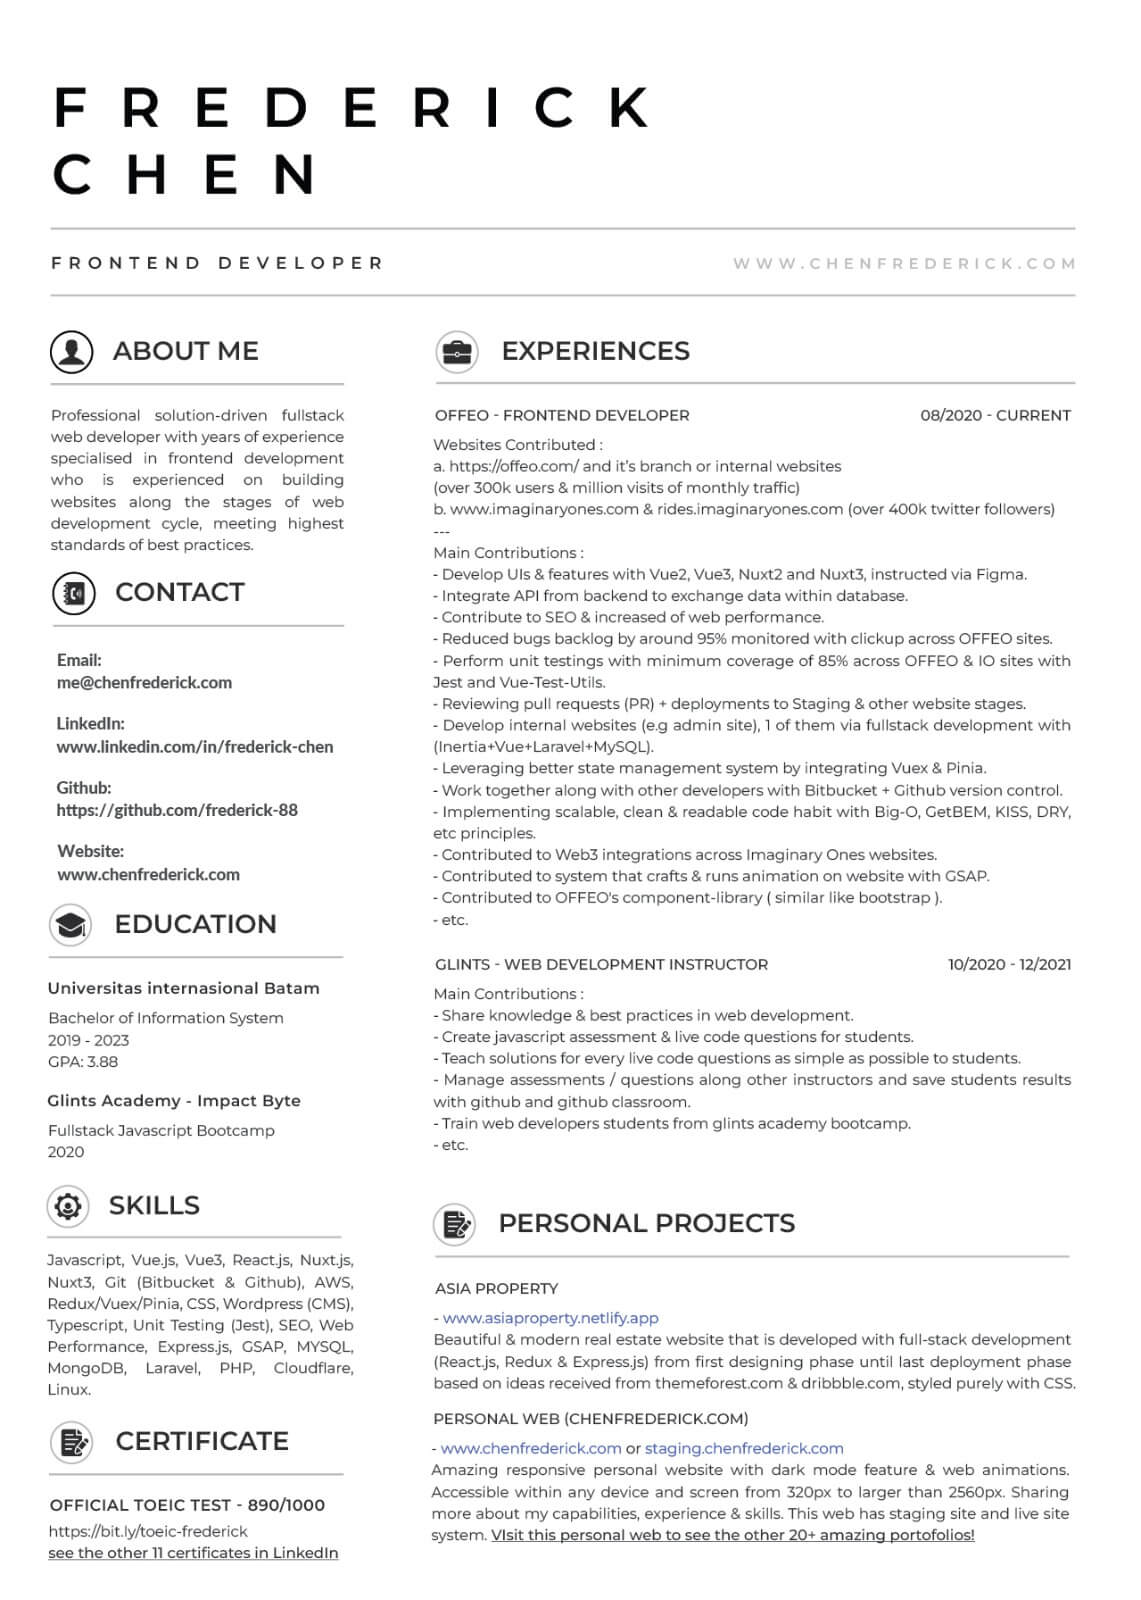 FREDERICK
CHEN
FRONTEND DEVELOPER
WWW.CHENFREDERICK.COM
ABOUT ME
Professional solution-driven fullstack
web developer with years of experience
specialised in frontend development
who is experienced on building
websites along the stages of web
development cycle, meeting highest
standards of best practices.
CONTACT
Email:
me@chenfrederick.com
LinkedIn:
www.linkedin.com/in/frederick-chen
Github:
https://github.com/frederick-88
Website:
www.chenfrederick.com
EDUCATION
Universitas internasional Batam
Bachelor of Information System
2019 - 2023
GPA: 3.88
Glints Academy - Impact Byte
Fullstack Javascript Bootcamp
2020
SKILLS
Javascript, Vue.js, Vue3, React.js, Nuxt.js,
Nuxt3, Git (Bitbucket & Github), AWS,
Redux/Vuex/Pinia, CSS, Wordpress (CMS),
Typescript, Unit Testing (Jest), SEO, Web
Performance, Express.js, GSAP, MYSQL,
MongoDB, Laravel, PHP, Cloudflare,
Linux.
CERTIFICATE
OFFICIAL TOEIC TEST - 890/1000
https://bit.ly/toeic-frederick
see the other 11 certificates in LinkedIn
EXPERIENCES
OFFEO - FRONTEND DEVELOPER 08/2020 - CURRENT
Websites Contributed :
a. https://offeo.com/ and it's branch or internal websites
(over 300k users & million visits of monthly traffic)
b. www.imaginaryones.com & rides.imaginaryones.com (over 400k twitter followers)
---
Main Contributions :
- Develop UIs & features with Vue2, Vue3, Nuxt2 and Nuxt3, instructed via Figma.
- Integrate API from backend to exchange data within database.
- Contribute to SEO & increased of web performance.
- Reduced bugs backlog by around 95% monitored with clickup across OFFEO sites.
- Perform unit testings with minimum coverage of 85% across OFFEO & IO sites with
Jest and Vue-Test-Utils.
- Reviewing pull requests (PR) + deployments to Staging & other website stages.
- Develop internal websites (e.g admin site), 1 of them via fullstack development with
(Inertia+Vue+Laravel+MySQL).
- Leveraging better state management system by integrating Vuex & Pinia.
- Work together along with other developers with Bitbucket + Github version control.
- Implementing scalable, clean & readable code habit with Big-O, GetBEM, KISS, DRY,
etc principles.
- Contributed to Web3 integrations across Imaginary Ones websites.
- Contributed to system that crafts & runs animation on website with GSAP.
- Contributed to OFFEO's component-library ( similar like bootstrap ).
- etc.
GLINTS - WEB DEVELOPMENT INSTRUCTOR 10/2020 - 12/2021
Main Contributions :
- Share knowledge & best practices in web development.
- Create javascript assessment & live code questions for students.
- Teach solutions for every live code questions as simple as possible to students.
- Manage assessments / questions along other instructors and save students results
with github and github classroom.
- Train web developers students from glints academy bootcamp.
- etc.
PERSONAL PROJECTS
ASIA PROPERTY
- www.asiaproperty.netlify.app
Beautiful & modern real estate website that is developed with full-stack development
(React.js, Redux & Express.js) from first designing phase until last deployment phase
based on ideas received from themeforest.com & dribbble.com, styled purely with CSS.
PERSONAL WEB (CHENFREDERICK.COM)
- www.chenfrederick.com or staging.chenfrederick.com
Amazing responsive personal website with dark mode feature & web animations.
Accessible within any device and screen from 320px to larger than 2560px. Sharing
more about my capabilities, experience & skills. This web has staging site and live site
system. VIsit this personal web to see the other 20+ amazing portofolios!